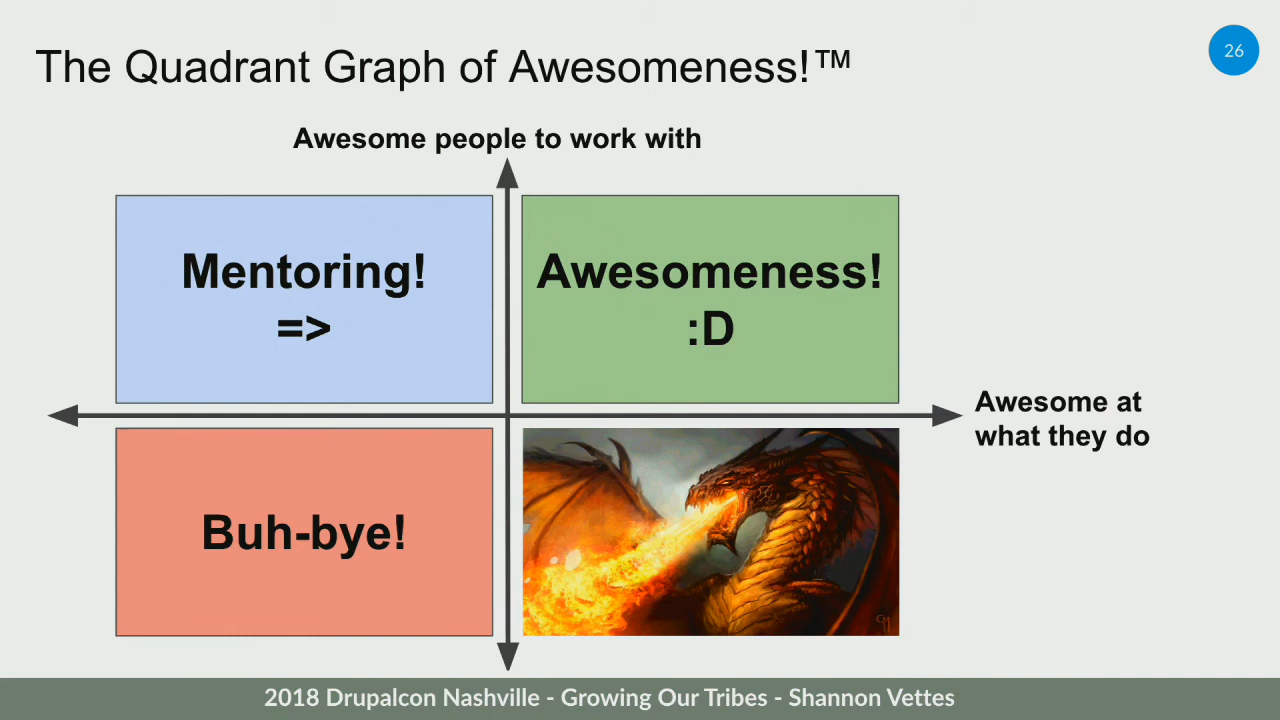 The Quadrant Graph of Awesomeness!™
26
Awesome people to work with
Mentoring!
=>
Awesomeness!
:D
Awesome at
what they do
Buh-bye!
2018 Drupalcon Nashville - Growing Our Tribes - Shannon Vettes